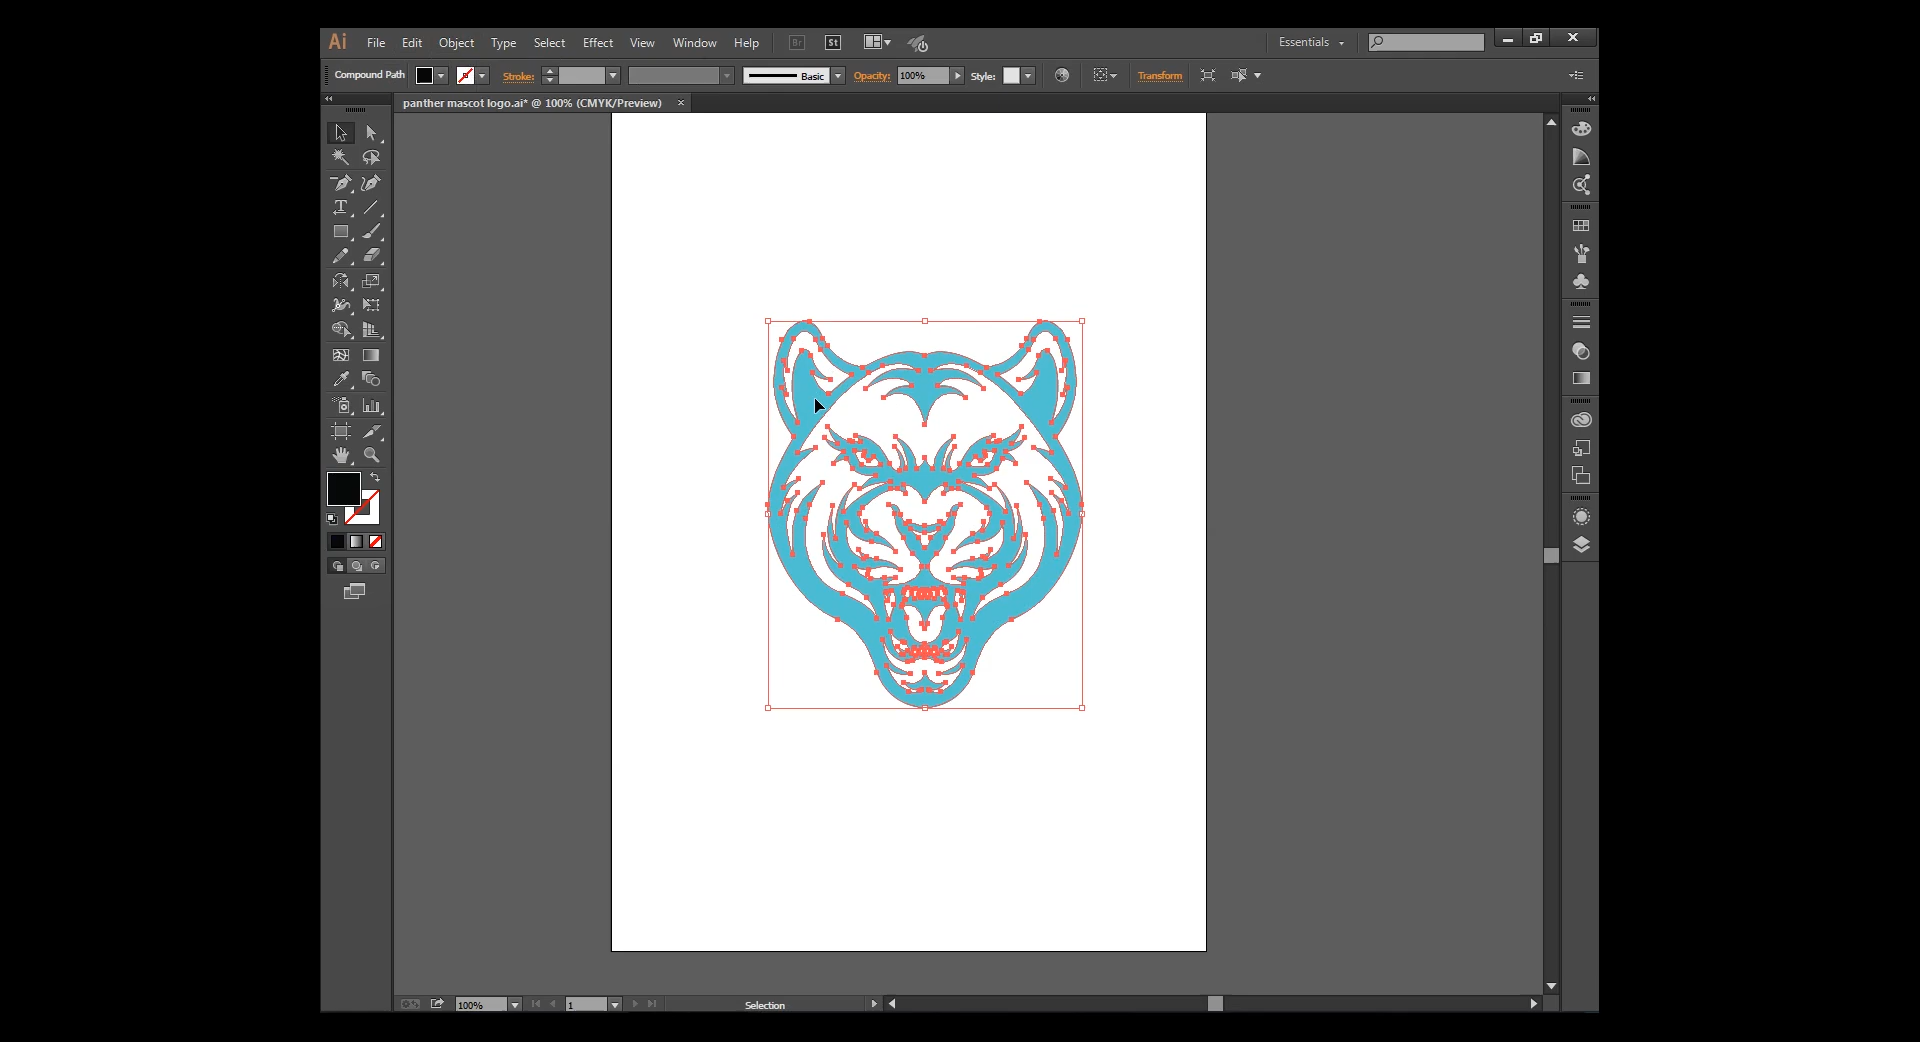 Ai File Edit Object Type Select Effect View Window Help Br St Essentials
Compound Path Stroke: Basic Opacity: 100% Style: Transform
panther mascot logo.ai* @ 100% (CMYK/Preview) ×
T
100% 1 Selection